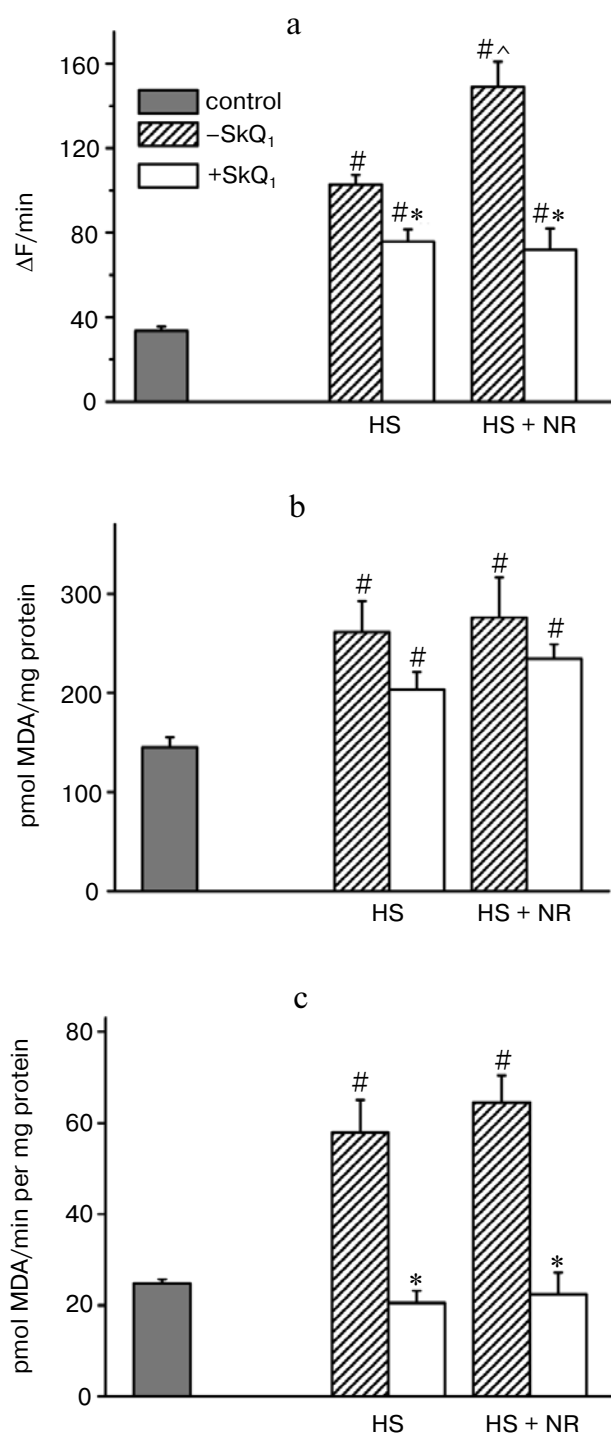 a
160
120
80
40
0
ΔF/min
control
–SkQ₁
+SkQ₁
#
#*
#^
#*
HS
HS + NR
b
300
200
100
0
pmol MDA/mg protein
#
#
#
#
HS
HS + NR
c
80
60
40
20
0
pmol MDA/min per mg protein
#
*
#
*
HS
HS + NR